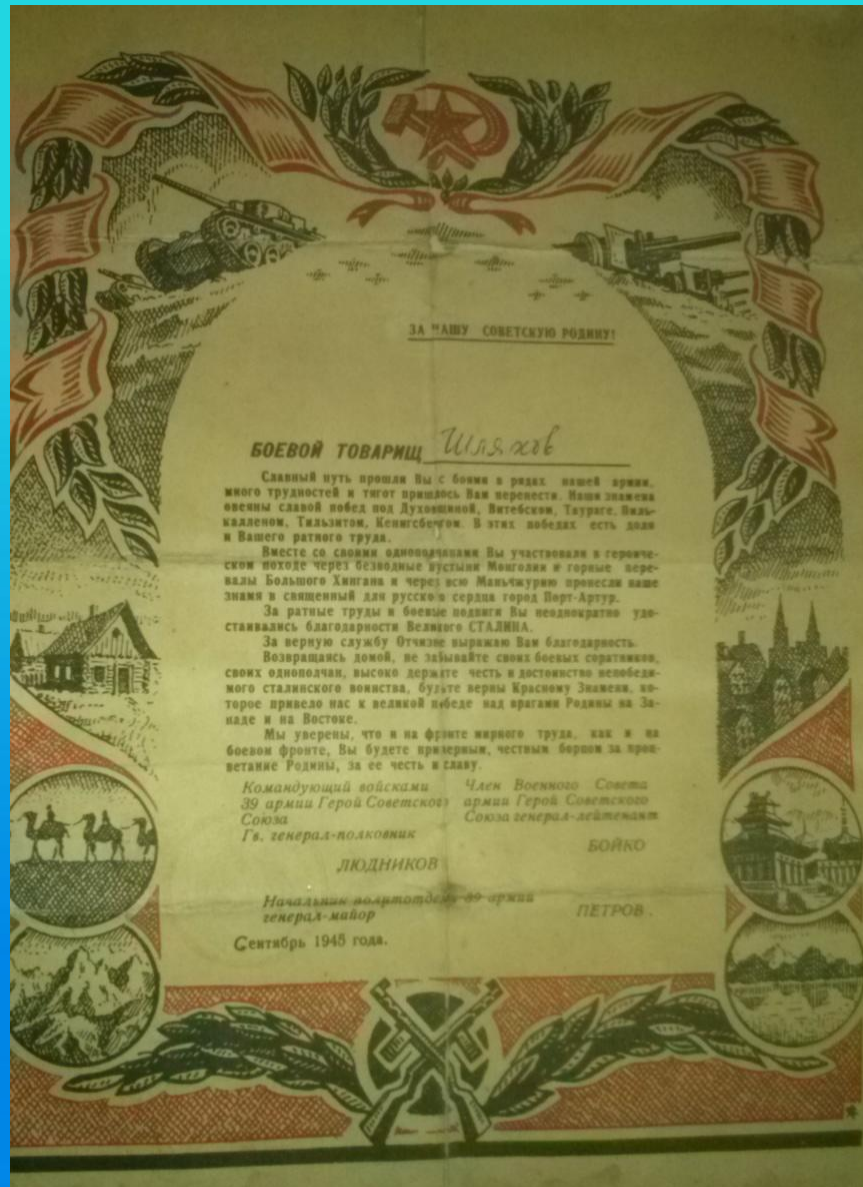 ЗА НАШУ СОВЕТСКУЮ РОДИНУ!
БОЕВОЙ ТОВАРИЩ Шляхов
Славный путь прошли Вы с боями в рядах нашей армии,
много трудностей и тягот пришлось Вам перенести. Наши знамена
овеяны славой побед под Духовщиной, Витебском, Таураге, Пиль-
калленом, Тильзитом, Кенигсбергом. В этих победах есть доля
и Вашего ратного труда.
Вместе со своими однополчанами Вы участвовали в героиче-
ском походе через безводные пустыни Монголии и горные пере-
валы Большого Хингана и через всю Маньчжурию пронесли наше
знамя в священный для русского сердца город Порт-Артур.
За ратные труды и боевые подвиги Вы неоднократно удо-
стаивались благодарности Великого СТАЛИНА.
За верную службу Отчизне выражаю Вам благодарность.
Возвращаясь домой, не забывайте своих боевых соратников,
своих однополчан, высоко держите честь и достоинство непобеди-
мого сталинского воинства, будьте верны Красному Знамени, ко-
торое привело нас к великой победе над врагами Родины на За-
паде и на Востоке.
Мы уверены, что и на фронте мирного труда, как и на
боевом фронте, Вы будете примерным, честным борцом за проц-
ветание Родины, за ее честь и славу.
Командующий войсками
39 армии Герой Советского
Союза
Гв. генерал-полковник
ЛЮДНИКОВ
Член Военного Совета
армии Герой Советского
Союза генерал-лейтенант
БОЙКО
Начальник политотдела 39 армии
генерал-майор
ПЕТРОВ.
Сентябрь 1945 года.